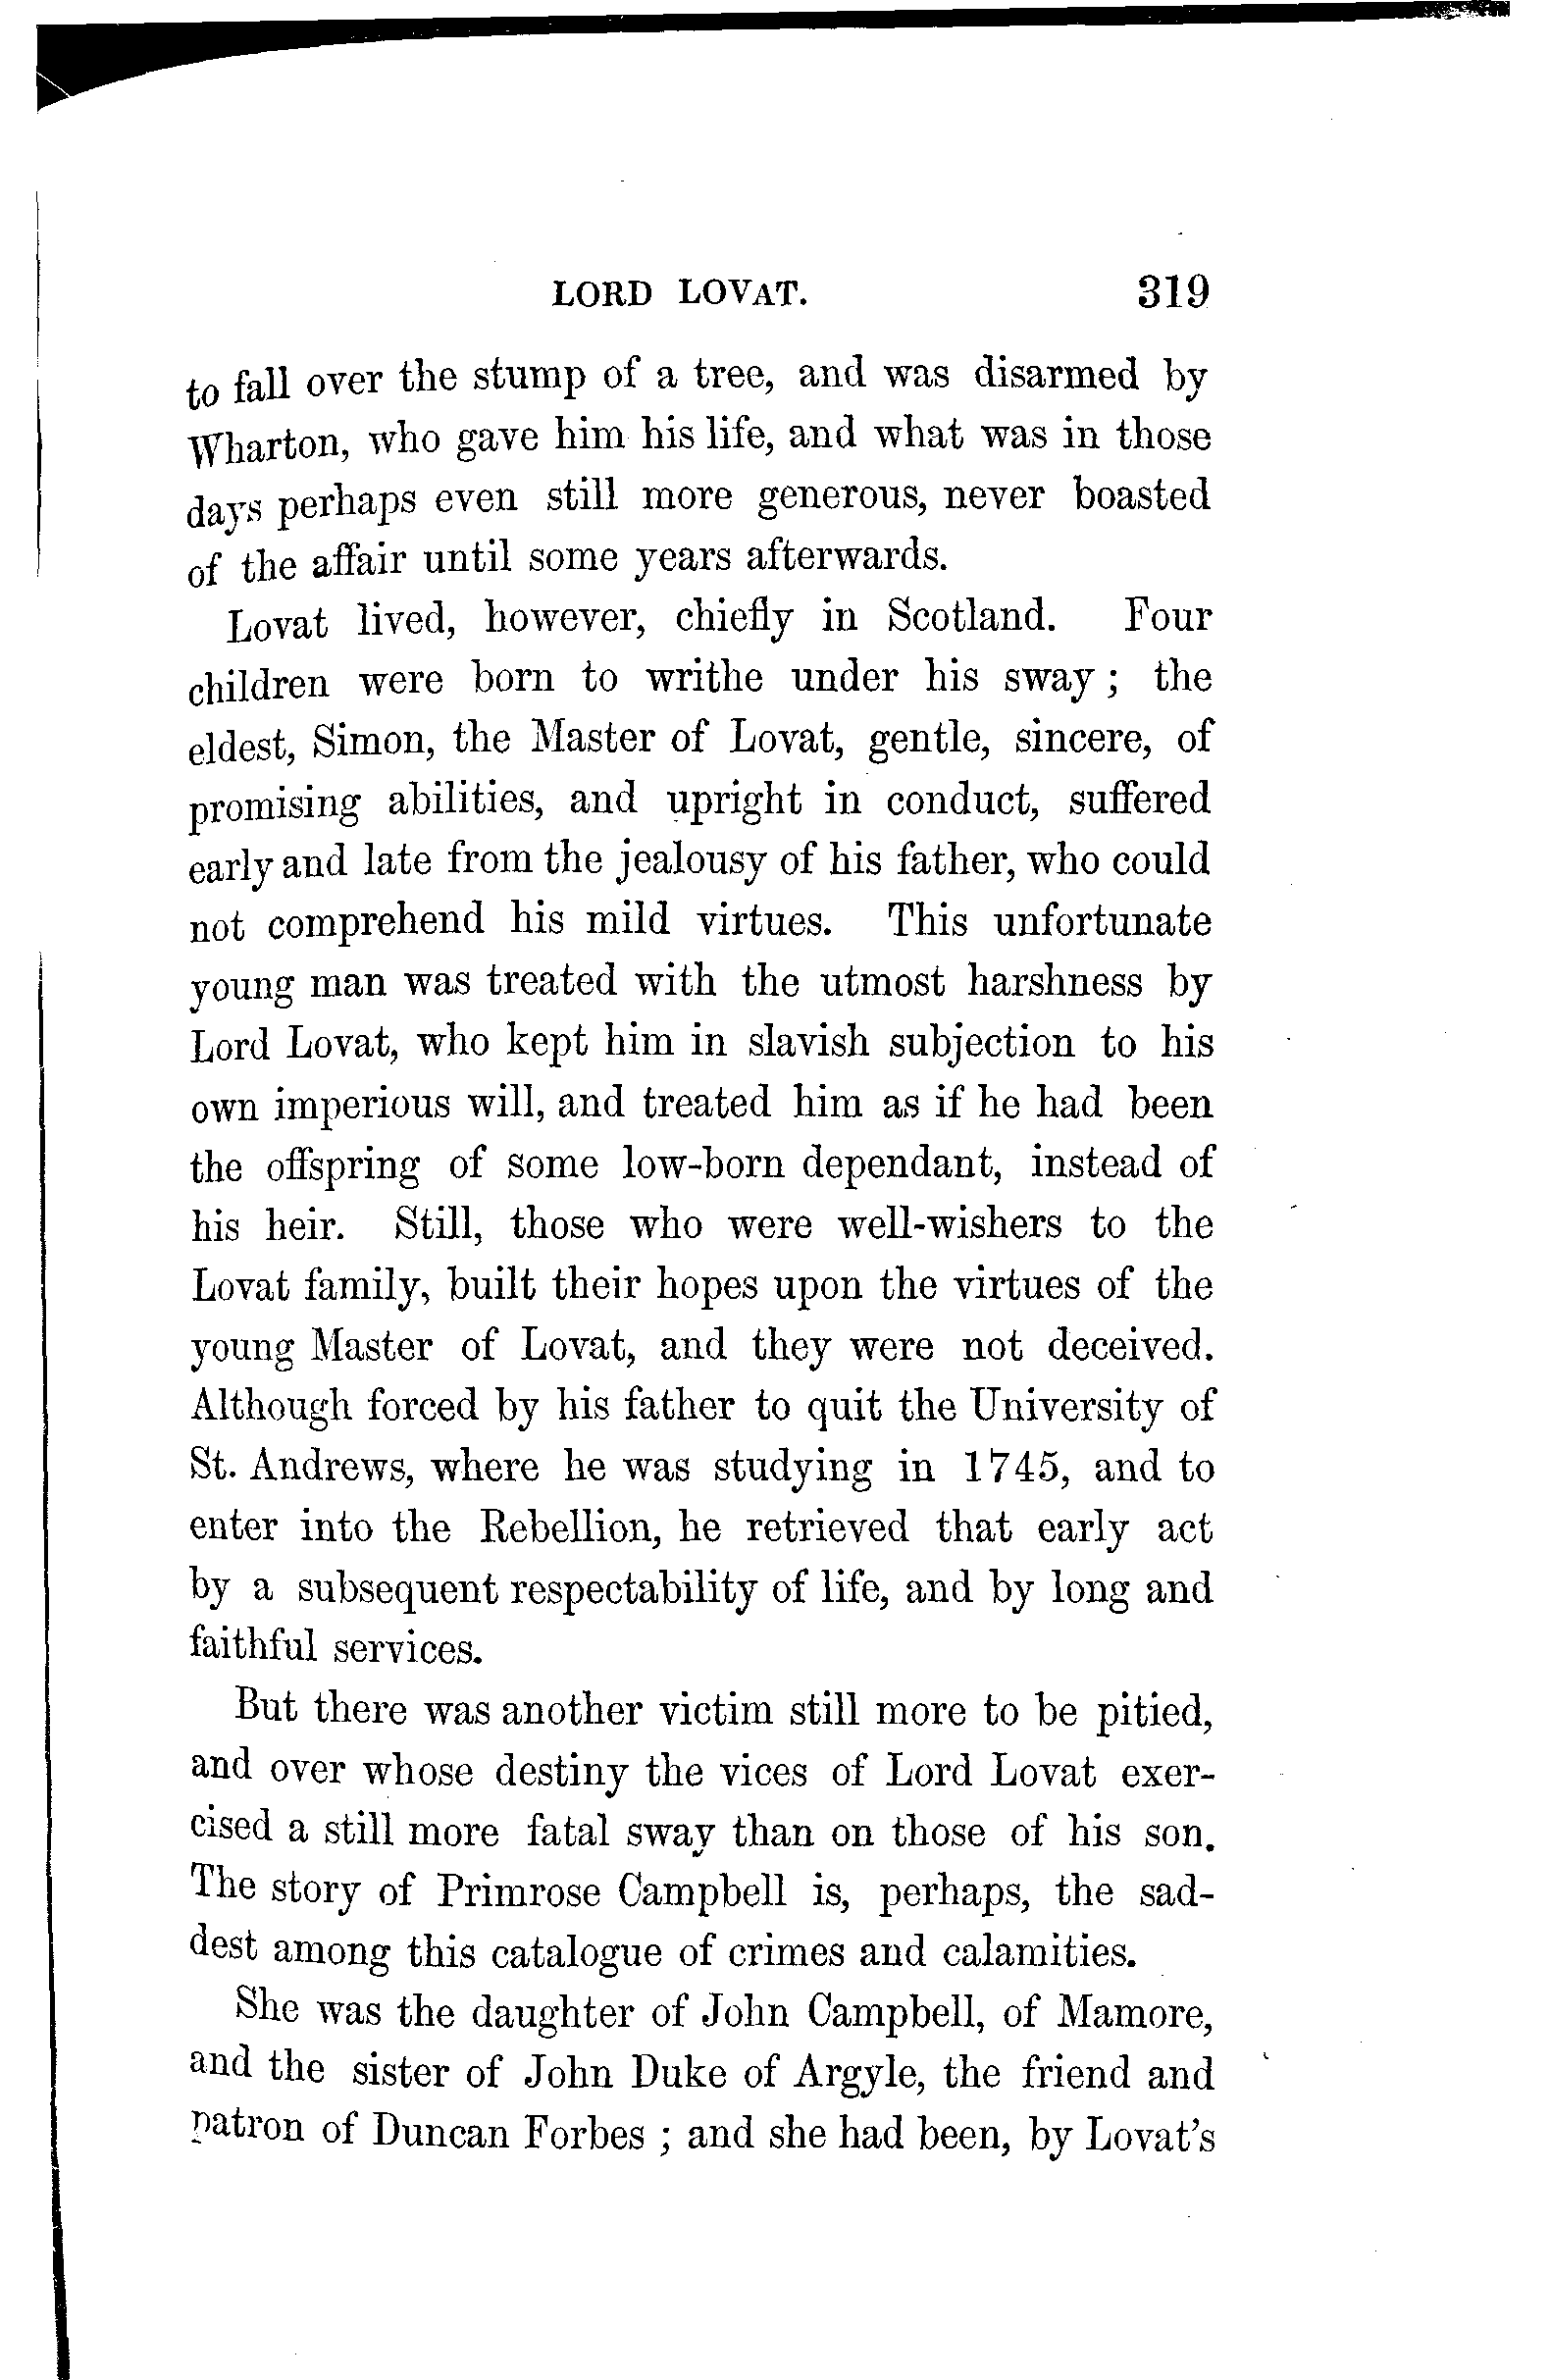 LORD LOVAT. 319
to fall over the stump of a tree, and was disarmed by
Wharton, who gave him his life, and what was in those
days perhaps even still more generous, never boasted
of the affair until some years afterwards.
Lovat lived, however, chiefly in Scotland. Four
children were born to writhe under his sway; the
eldest, Simon, the Master of Lovat, gentle, sincere, of
promising abilities, and upright in conduct, suffered
early and late from the jealousy of his father, who could
not comprehend his mild virtues. This unfortunate
young man was treated with the utmost harshness by
Lord Lovat, who kept him in slavish subjection to his
own imperious will, and treated him as if he had been
the offspring of some low-born dependant, instead of
his heir. Still, those who were well-wishers to the
Lovat family, built their hopes upon the virtues of the
young Master of Lovat, and they were not deceived.
Although forced by his father to quit the University of
St. Andrews, where he was studying in 1745, and to
enter into the Rebellion, he retrieved that early act
by a subsequent respectability of life, and by long and
faithful services.
But there was another victim still more to be pitied,
and over whose destiny the vices of Lord Lovat exer-
cised a still more fatal sway than on those of his son.
The story of Primrose Campbell is, perhaps, the sad-
dest among this catalogue of crimes and calamities.
She was the daughter of John Campbell, of Mamore,
and the sister of John Duke of Argyle, the friend and
patron of Duncan Forbes; and she had been, by Lovat's